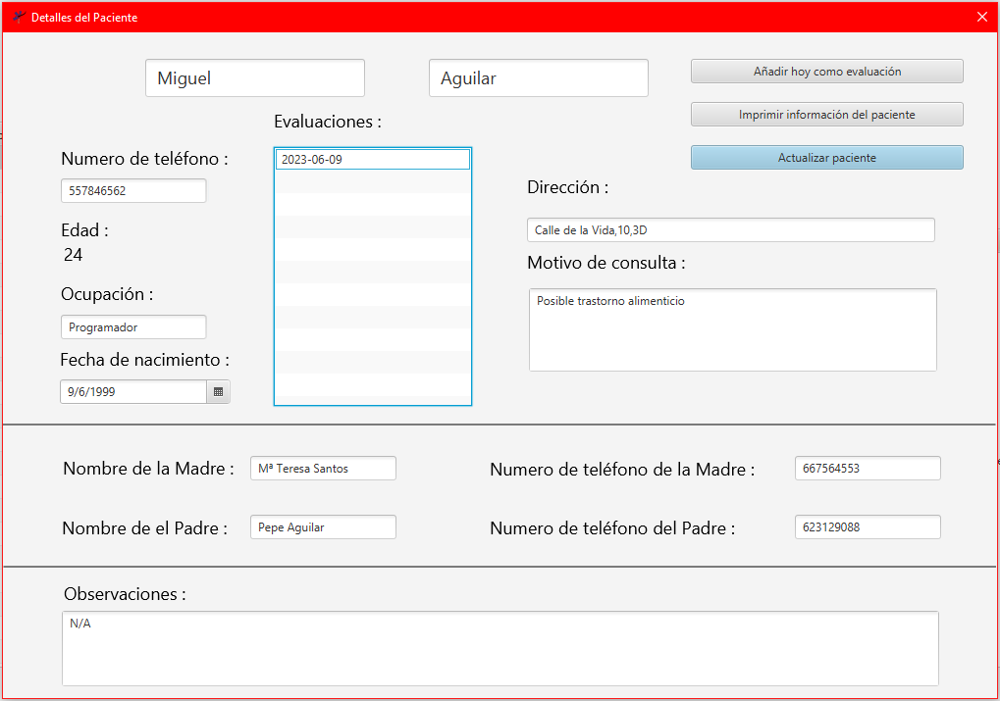 Detalles del Paciente
Miguel
Aguilar
Añadir hoy como evaluación
Imprimir información del paciente
Actualizar paciente
Evaluaciones :
2023-06-09
Numero de teléfono :
557846562
Edad :
24
Ocupación :
Programador
Fecha de nacimiento :
9/6/1999
Dirección :
Calle de la Vida,10,3D
Motivo de consulta :
Posible trastorno alimenticio
Nombre de la Madre :
Mª Teresa Santos
Numero de teléfono de la Madre :
667564553
Nombre de el Padre :
Pepe Aguilar
Numero de teléfono del Padre :
623129088
Observaciones :
N/A